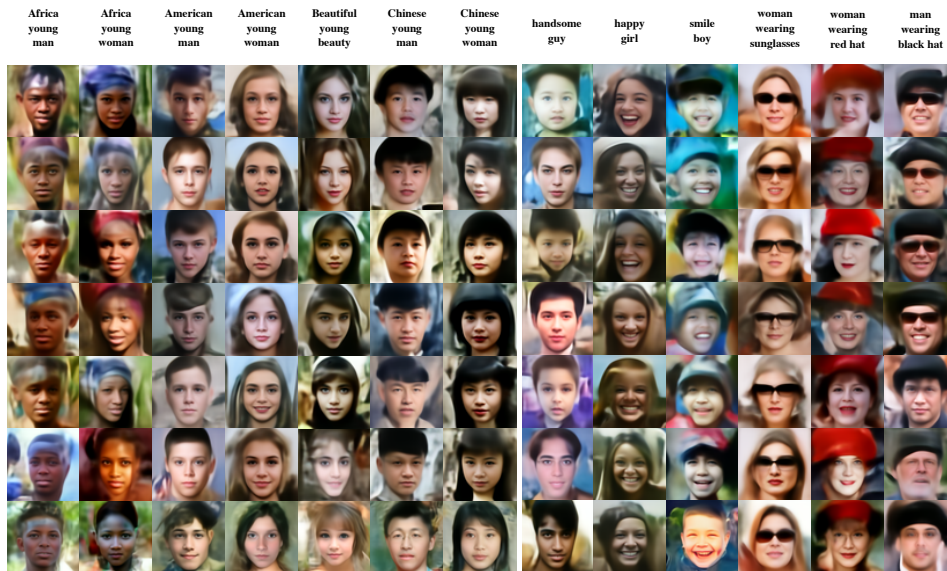 Africa
young
man
Africa
young
woman
American
young
man
American
young
woman
Beautiful
young
beauty
Chinese
young
man
Chinese
young
woman
handsome
guy
happy
girl
smile
boy
woman
wearing
sunglasses
woman
wearing
red hat
man
wearing
black hat